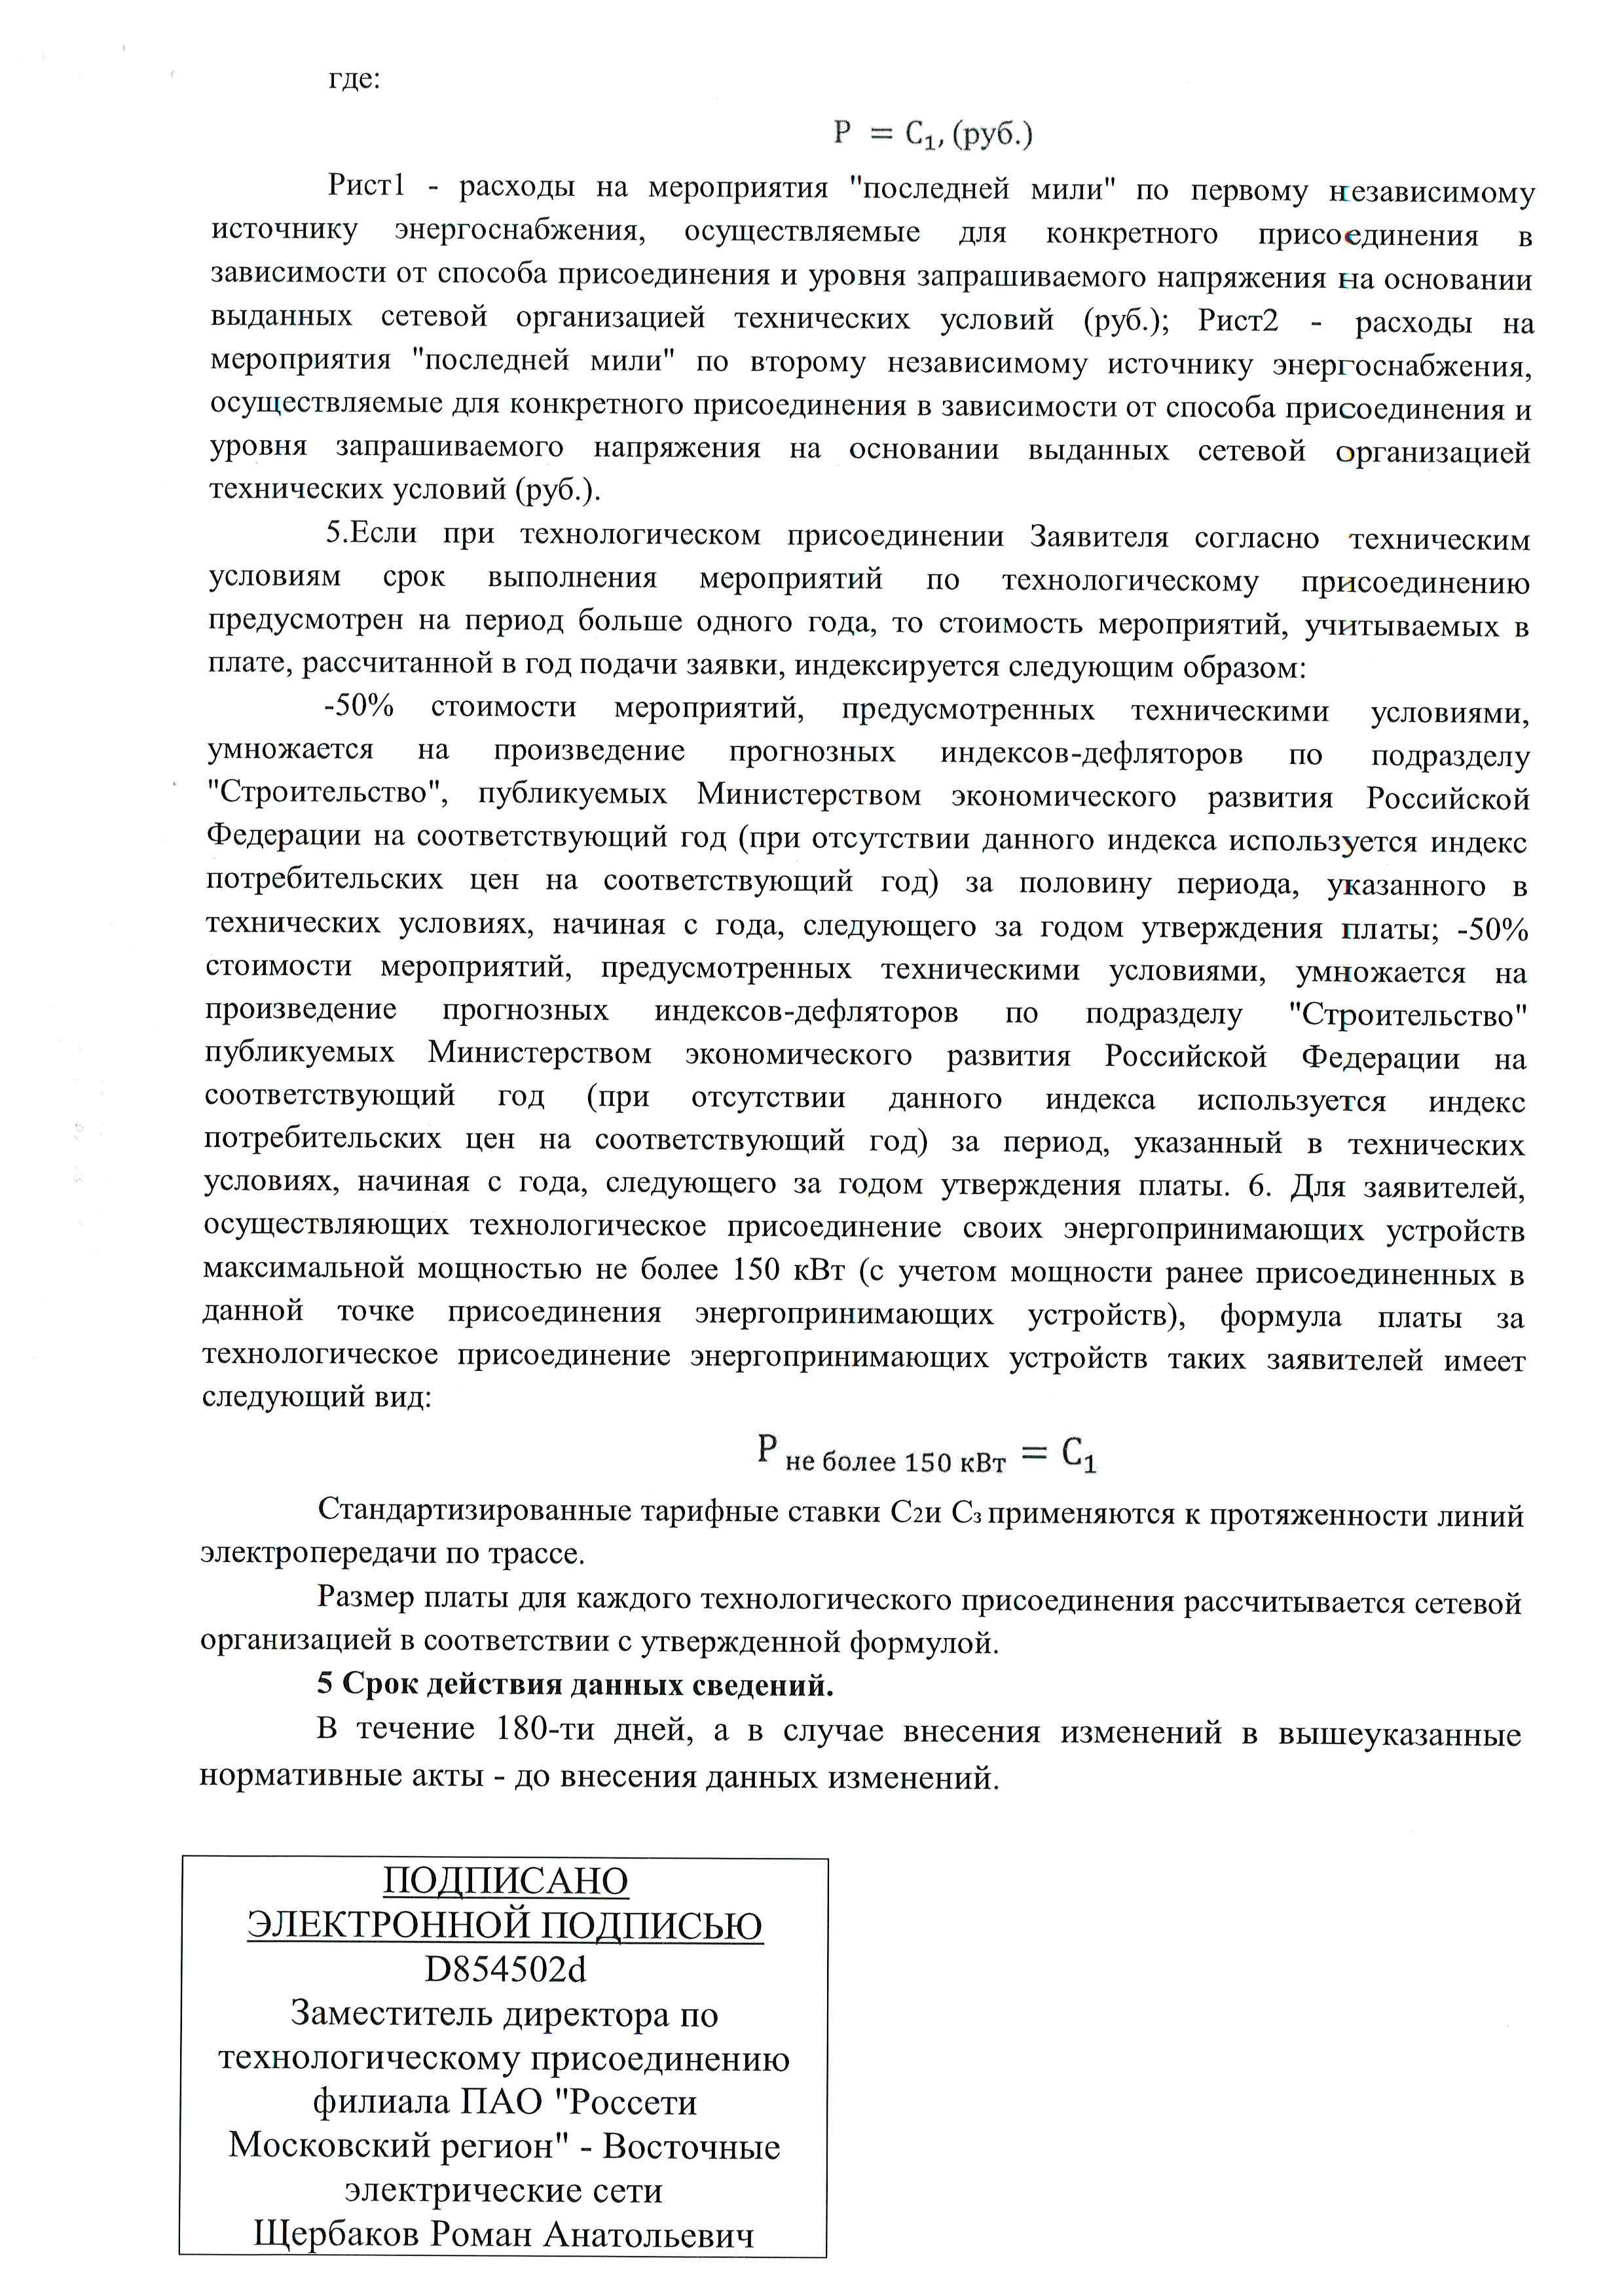 где:
P = C₁, (руб.)
Рист1 - расходы на мероприятия "последней мили" по первому независимому
источнику энергоснабжения, осуществляемые для конкретного присоединения в
зависимости от способа присоединения и уровня запрашиваемого напряжения на основании
выданных сетевой организацией технических условий (руб.); Рист2 - расходы на
мероприятия "последней мили" по второму независимому источнику энергоснабжения,
осуществляемые для конкретного присоединения в зависимости от способа присоединения и
уровня запрашиваемого напряжения на основании выданных сетевой организацией
технических условий (руб.).
5.Если при технологическом присоединении Заявителя согласно техническим
условиям срок выполнения мероприятий по технологическому присоединению
предусмотрен на период больше одного года, то стоимость мероприятий, учитываемых в
плате, рассчитанной в год подачи заявки, индексируется следующим образом:
-50% стоимости мероприятий, предусмотренных техническими условиями,
умножается на произведение прогнозных индексов-дефляторов по подразделу
"Строительство", публикуемых Министерством экономического развития Российской
Федерации на соответствующий год (при отсутствии данного индекса используется индекс
потребительских цен на соответствующий год) за половину периода, указанного в
технических условиях, начиная с года, следующего за годом утверждения платы; -50%
стоимости мероприятий, предусмотренных техническими условиями, умножается на
произведение прогнозных индексов-дефляторов по подразделу "Строительство"
публикуемых Министерством экономического развития Российской Федерации на
соответствующий год (при отсутствии данного индекса используется индекс
потребительских цен на соответствующий год) за период, указанный в технических
условиях, начиная с года, следующего за годом утверждения платы. 6. Для заявителей,
осуществляющих технологическое присоединение своих энергопринимающих устройств
максимальной мощностью не более 150 кВт (с учетом мощности ранее присоединенных в
данной точке присоединения энергопринимающих устройств), формула платы за
технологическое присоединение энергопринимающих устройств таких заявителей имеет
следующий вид:
P не более 150 кВт = C₁
Стандартизированные тарифные ставки С₂и С₃ применяются к протяженности линий
электропередачи по трассе.
Размер платы для каждого технологического присоединения рассчитывается сетевой
организацией в соответствии с утвержденной формулой.
5 Срок действия данных сведений.
В течение 180-ти дней, а в случае внесения изменений в вышеуказанные
нормативные акты - до внесения данных изменений.
ПОДПИСАНО
ЭЛЕКТРОННОЙ ПОДПИСЬЮ
D854502d
Заместитель директора по
технологическому присоединению
филиала ПАО "Россети
Московский регион" - Восточные
электрические сети
Щербаков Роман Анатольевич